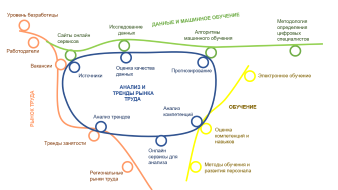 Уровень безработицы
Работодатели
Вакансии
РЫНОК ТРУДА
Сайты онлайн
сервисов
Источники
Исследование
данных
Оценка качества
данных
ДАННЫЕ И МАШИННОЕ ОБУЧЕНИЕ
Алгоритмы
машинного обучения
Прогнозирование
Методология
определения
цифровых
специалистов
Электронное обучение
АНАЛИЗ И
ТРЕНДЫ РЫНКА
ТРУДА
ОБУЧЕНИЕ
Анализ
компетенций
Анализ трендов
Тренды занятости
Оценка
компетенций и
навыков
Онлайн
сервисы для
анализа
Региональные
рынки труда
Методы обучения и
развития персонала